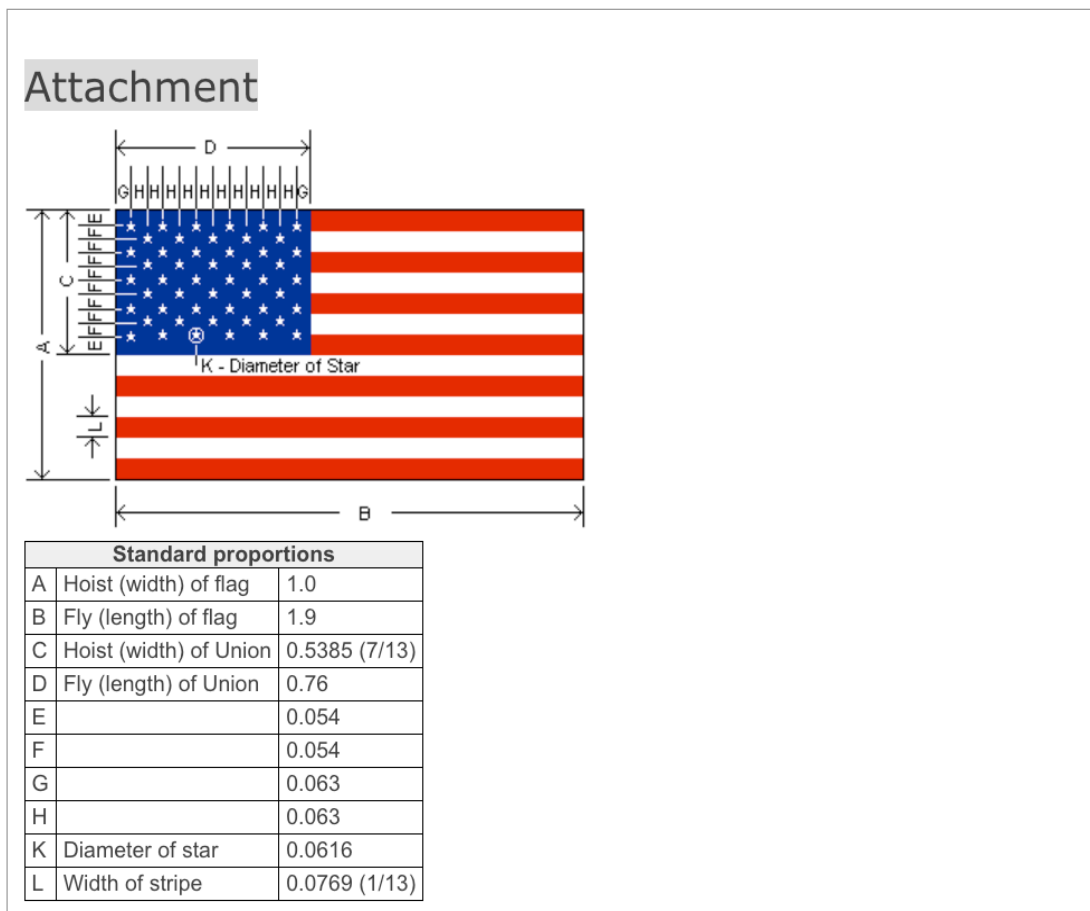 Attachment
D
G H H H H H H H H H H G
A
C
E F F F F F F F F E
K - Diameter of Star
L
B
Standard proportions
A Hoist (width) of flag 1.0
B Fly (length) of flag 1.9
C Hoist (width) of Union 0.5385 (7/13)
D Fly (length) of Union 0.76
E 0.054
F 0.054
G 0.063
H 0.063
K Diameter of star 0.0616
L Width of stripe 0.0769 (1/13)